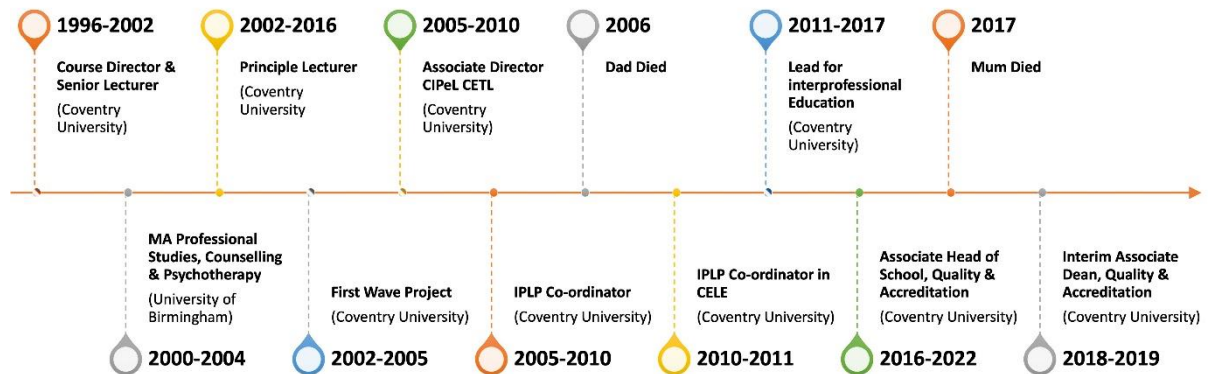 1996-2002
Course Director &
Senior Lecturer
(Coventry
University)
2002-2016
Principle Lecturer
(Coventry
University
2005-2010
Associate Director
CIPeL CETL
(Coventry
University)
2006
Dad Died
2011-2017
Lead for
interprofessional
Education
(Coventry
University)
2017
Mum Died
MA Professional
Studies, Counselling
& Psychotherapy
(University of
Birmingham)
2000-2004
First Wave Project
(Coventry University)
2002-2005
IPLP Co-ordinator
(Coventry University)
2005-2010
IPLP Co-ordinator in
CELE
(Coventry University)
2010-2011
Associate Head of
School, Quality &
Accreditation
(Coventry University)
2016-2022
Interim Associate
Dean, Quality &
Accreditation
(Coventry University)
2018-2019